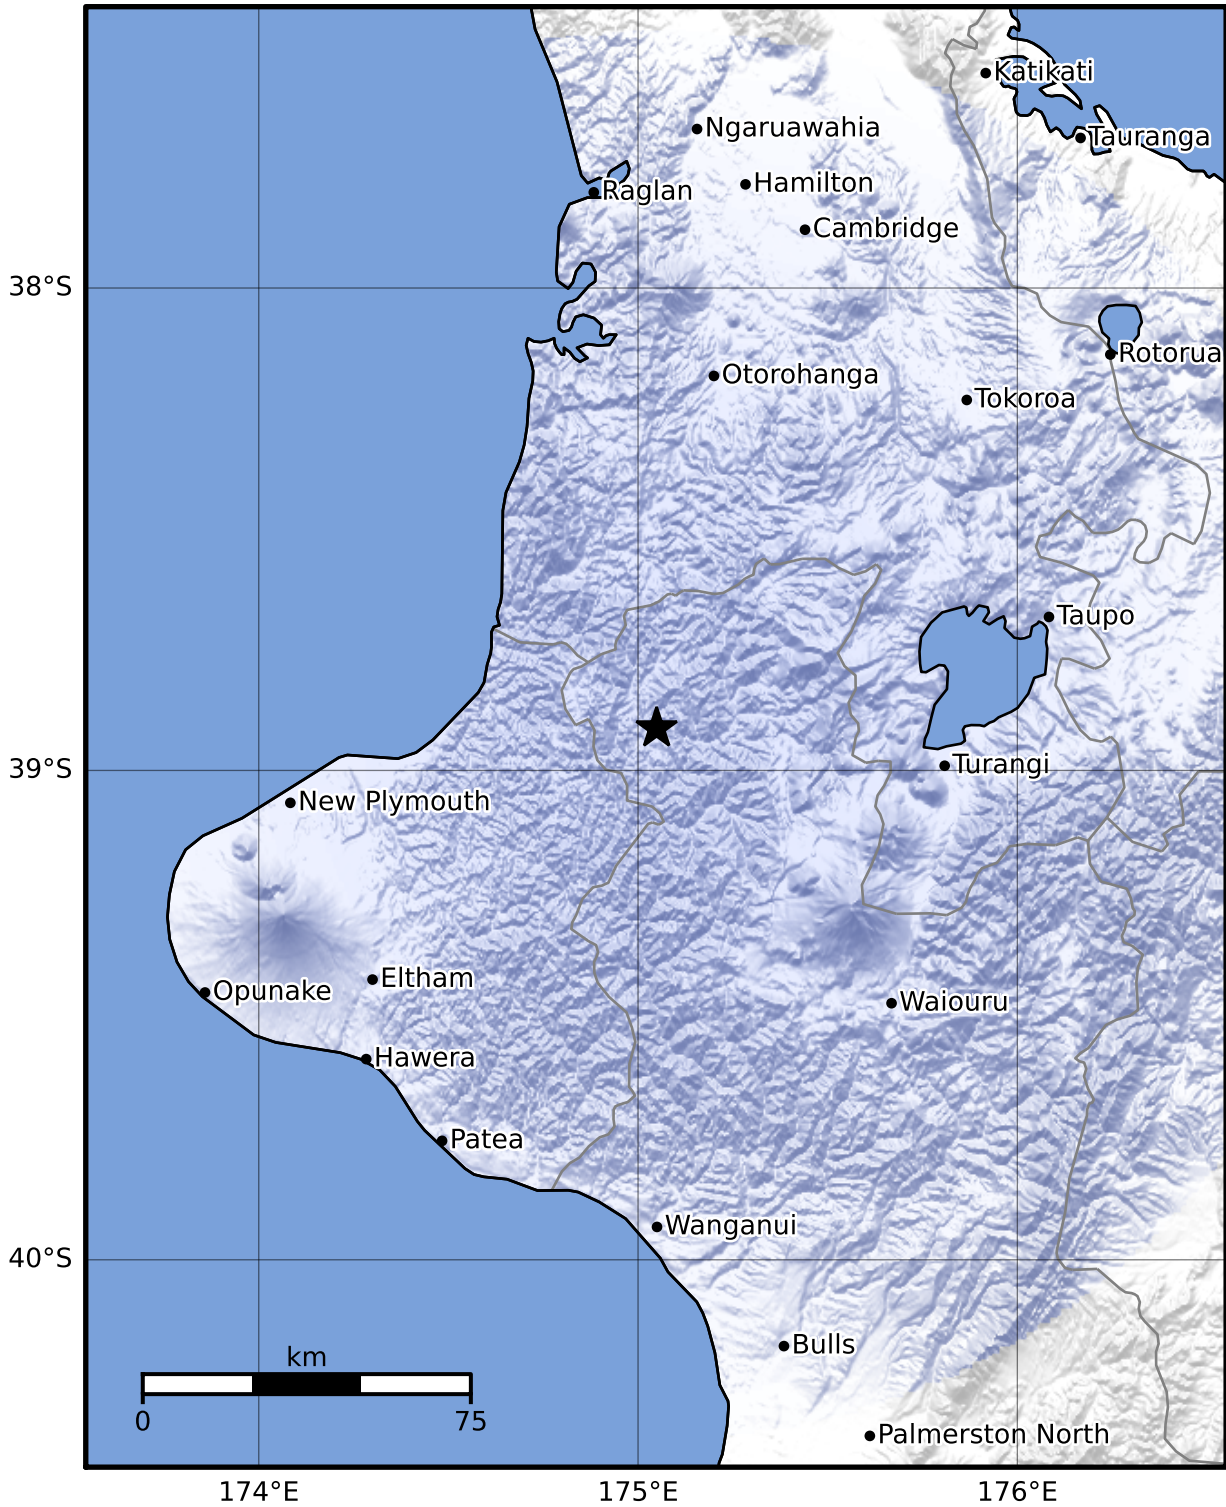 Katikati
Ngaruawahia
Tauranga
Hamilton
Raglan
Cambridge
38°S
Rotorua
Otorohanga
Tokoroa
Taupo
Turangi
39°S
New Plymouth
Eltham
Opunake
Waiouru
Hawera
Patea
Wanganui
40°S
Bulls
km
0 75
Palmerston North
174°E 175°E 176°E